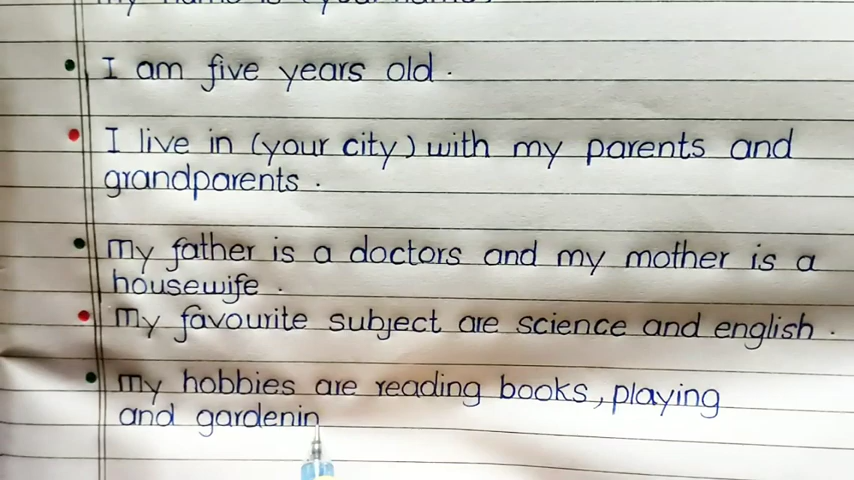 I am five years old.
I live in (your city) with my parents and
grandparents.
my father is a doctors and my mother is a
housewife.
my favourite subject are science and english.
my hobbies are reading books, playing
and gardenin